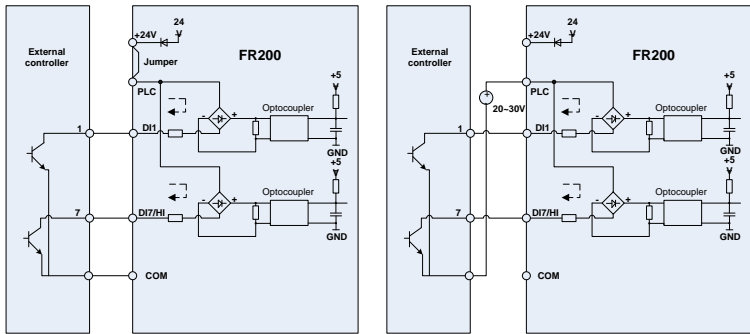 24
V
+24V
FR200
External
controller
Jumper
PLC
+5
V
Optocoupler
-
+
1
DI1
GND
+5
V
Optocoupler
-
+
7
DI7/HI
GND
COM
24
V
+24V
FR200
External
controller
PLC
+
20~30V
+5
V
Optocoupler
-
+
1
DI1
GND
+5
V
Optocoupler
-
+
7
DI7/HI
GND
COM